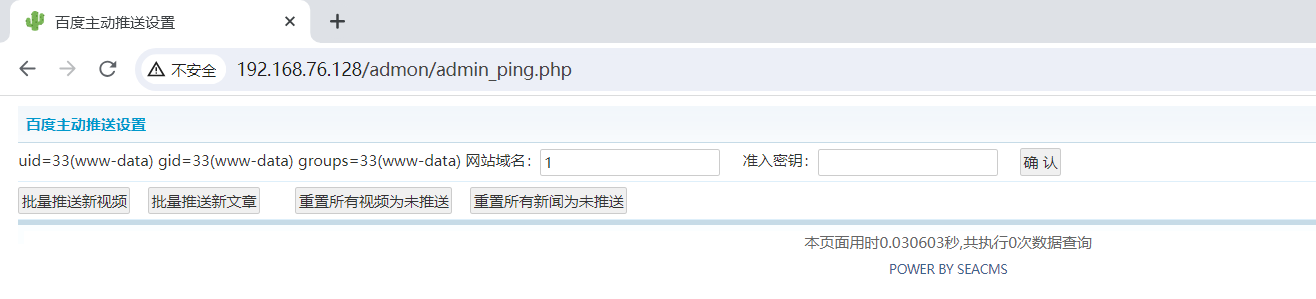 百度主动推送设置
不安全 192.168.76.128/admon/admin_ping.php
百度主动推送设置
uid=33(www-data) gid=33(www-data) groups=33(www-data) 网站域名： 1 准入密钥： 确 认
批量推送新视频 批量推送新文章 重置所有视频为未推送 重置所有新闻为未推送
本页面用时0.030603秒,共执行0次数据查询
POWER BY SEACMS